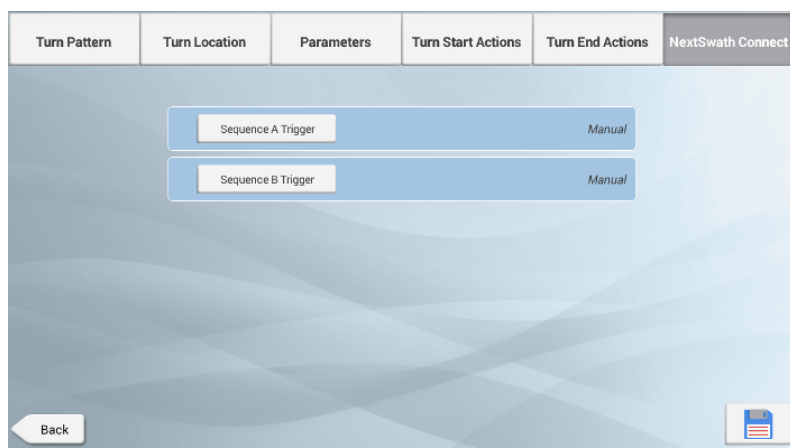 Turn Pattern
Turn Location
Parameters
Turn Start Actions
Turn End Actions
NextSwath Connect
Sequence A Trigger
Manual
Sequence B Trigger
Manual
Back